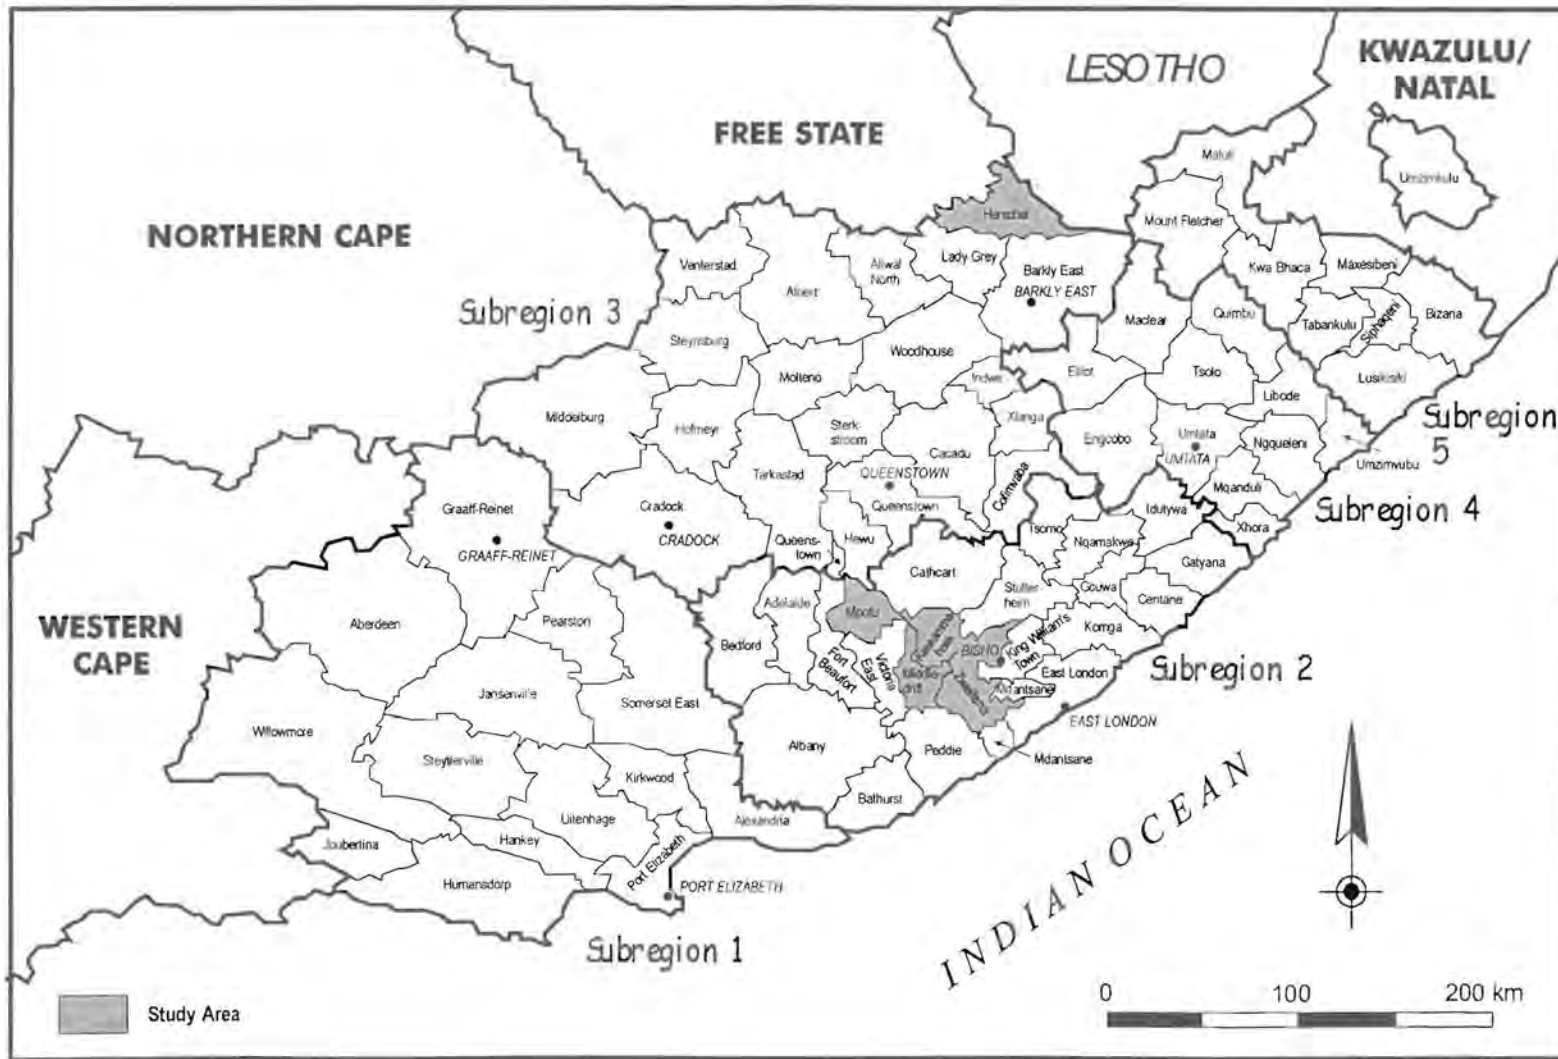 LESOTHO
KWAZULU/
NATAL
FREE STATE
NORTHERN CAPE
WESTERN
CAPE
Maluti
Umzimkulu
Herschel
Mount Fletcher
Venterstad
Aliwal
North
Lady Grey
Barkly East
BARKLY EAST
Kwa Bhaca
Maxesibeni
Albert
Subregion 3
Maclear
Qumbu
Tabankulu
Siphaqeni
Bizana
Steynsburg
Woodhouse
Molteno
Indwe
Elliot
Tsolo
Libode
Lusikisiki
Middelburg
Hofmeyr
Sterk-
stroom
Xlanga
Subregion
5
Cacadu
Engcobo
Umtata
UMTATA
Ngqueleni
Umzimvubu
Tarkastad
QUEENSTOWN
Queenstown
Cofimvaba
Mqanduli
Subregion 4
Graaff-Reinet
GRAAFF-REINET
Cradock
CRADOCK
Queens-
town
Hewu
Tsomo
Idutywa
Xhora
Nqamakwe
Cathcart
Gatyana
Stutter-
heim
Gcuwa
Centane
Adelaide
Mpofu
Aberdeen
Pearston
Bedford
Fort
Beaufort
Victoria
East
Middle-
drift
Zwelitsha
BISHO
King William's
Town
Komga
East London
Subregion 2
Mdantsane
EAST LONDON
Jansenville
Somerset East
Willowmore
Albany
Peddie
Mdantsane
Steytlerville
Kirkwood
Bathurst
Uitenhage
Alexandria
Joubertina
Hankey
Port Elizabeth
Humansdorp
PORT ELIZABETH
Subregion 1
INDIAN OCEAN
Study Area
0 100 200 km